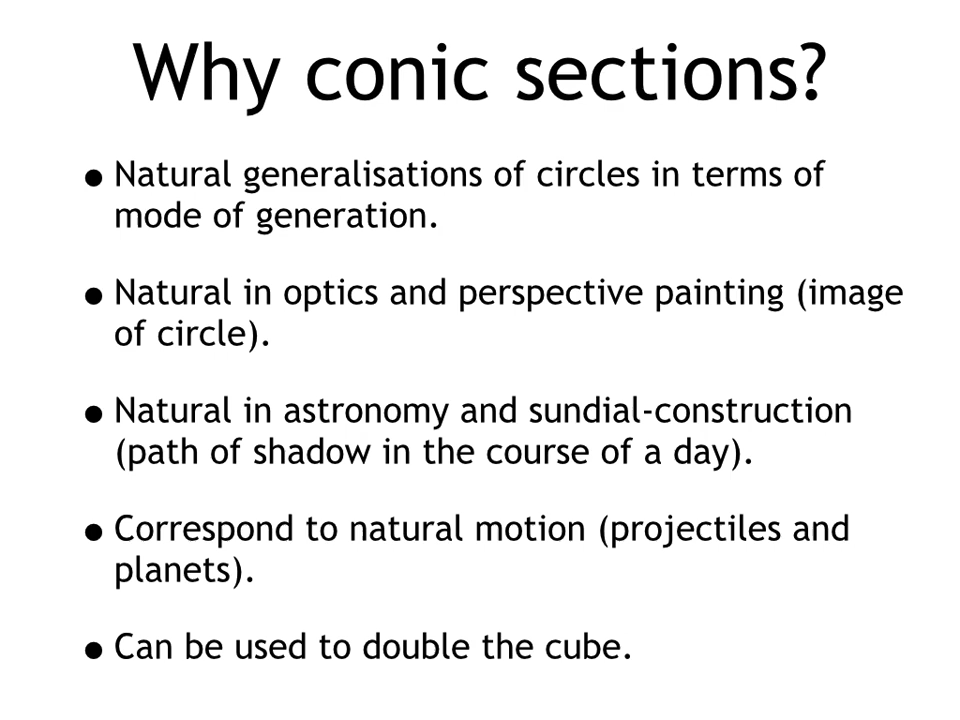 Why conic sections?
• Natural generalisations of circles in terms of
mode of generation.
• Natural in optics and perspective painting (image
of circle).
• Natural in astronomy and sundial-construction
(path of shadow in the course of a day).
• Correspond to natural motion (projectiles and
planets).
• Can be used to double the cube.